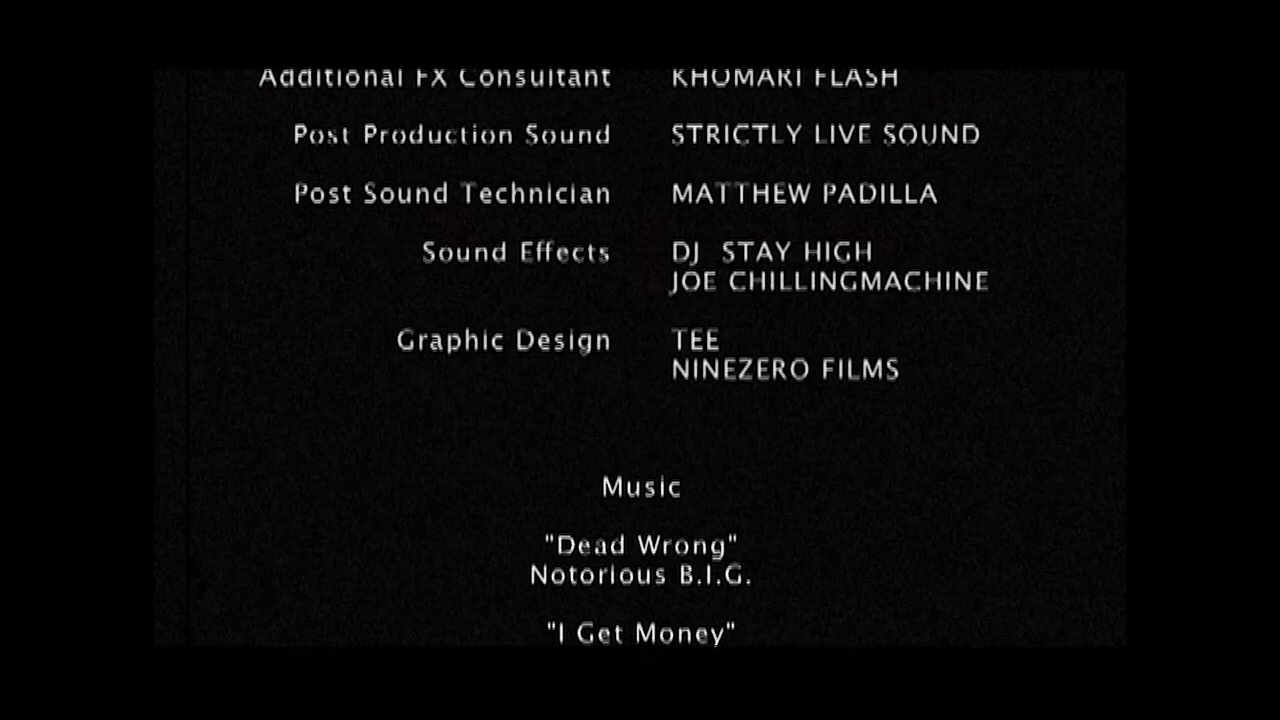 Additional FX Consultant KHOMARI FLASH
Post Production Sound STRICTLY LIVE SOUND
Post Sound Technician MATTHEW PADILLA
Sound Effects DJ STAY HIGH
JOE CHILLINGMACHINE
Graphic Design TEE
NINEZERO FILMS
Music
"Dead Wrong"
Notorious B.I.G.
"I Get Money"